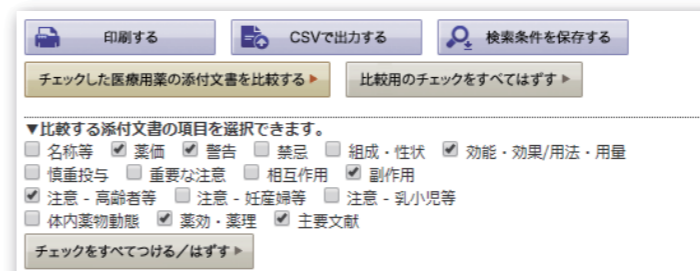 印刷する CSVで出力する 検索条件を保存する
チェックした医療用薬の添付文書を比較する▶ 比較用のチェックをすべてはずす▶
▼比較する添付文書の項目を選択できます。
名称等 薬価 警告 禁忌 組成・性状 効能・効果/用法・用量
慎重投与 重要な注意 相互作用 副作用
注意 - 高齢者等 注意 - 妊産婦等 注意 - 乳小児等
体内薬物動態 薬効・薬理 主要文献
チェックをすべてつける/はずす▶